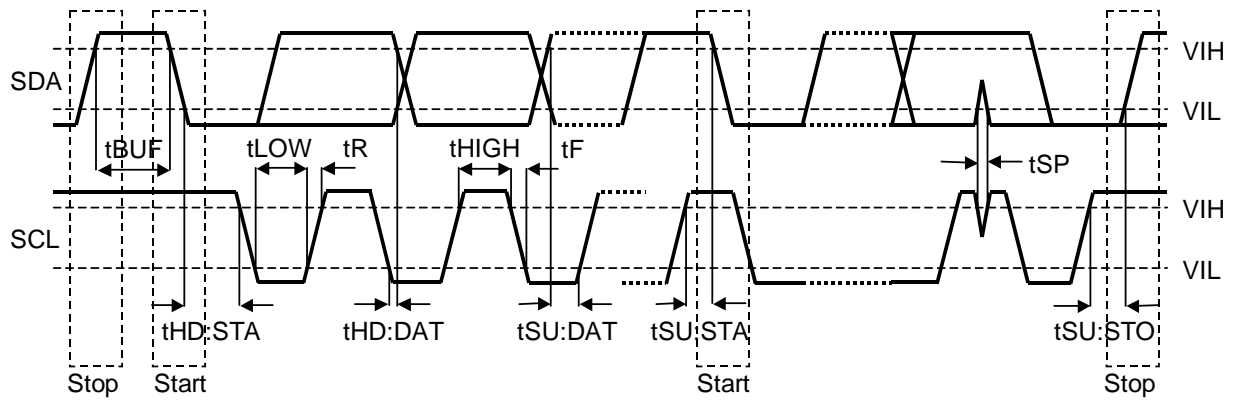 VIH
SDA
VIL
tBUF tLOW tR tHIGH tF tSP
VIH
SCL
VIL
tHD:STA tHD:DAT tSU:DAT tSU:STA tSU:STO
Stop Start Start Stop